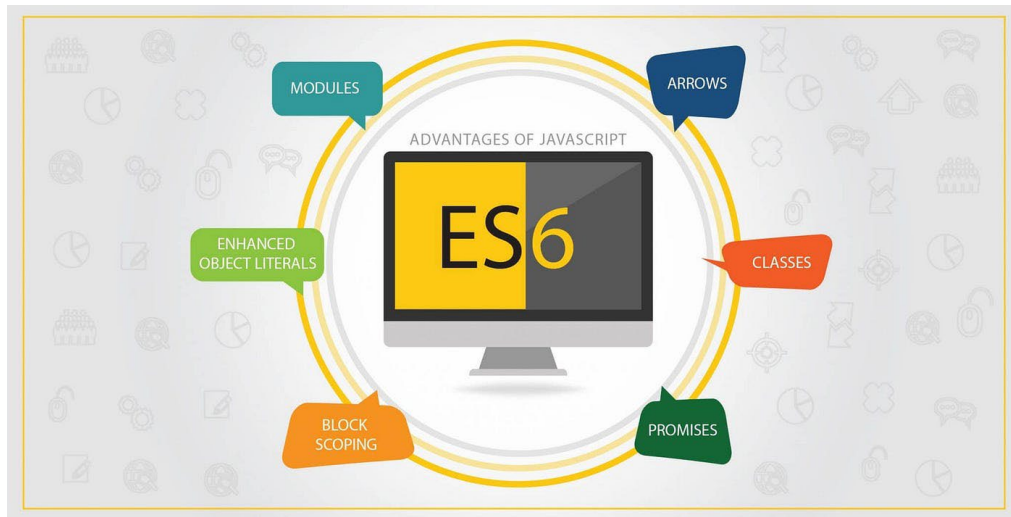 MODULES
ARROWS
ADVANTAGES OF JAVASCRIPT
ES6
ENHANCED
OBJECT LITERALS
CLASSES
BLOCK
SCOPING
PROMISES